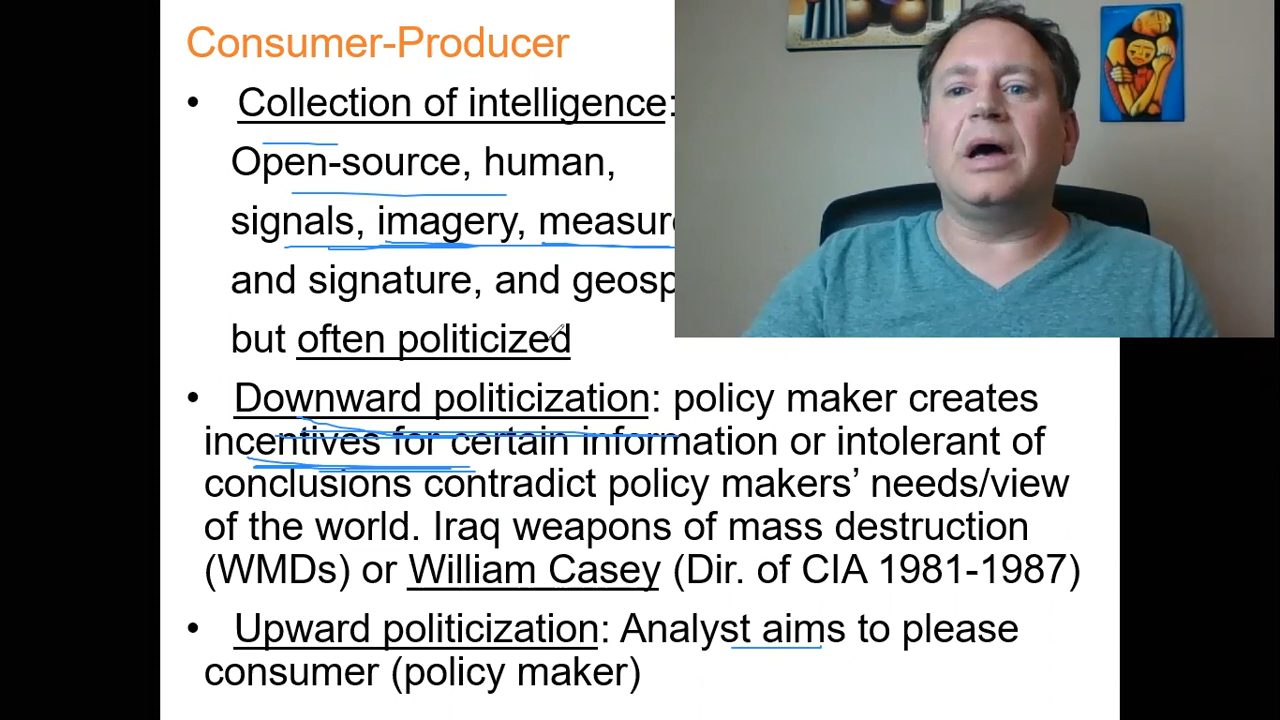 Consumer-Producer
• Collection of intelligence:
Open-source, human,
signals, imagery,
and signature, and
but often politicized
• Downward politicization: policy maker creates
incentives for certain information or intolerant of
conclusions contradict policy makers’ needs/view
of the world. Iraq weapons of mass destruction
(WMDs) or William Casey (Dir. of CIA 1981-1987)
• Upward politicization: Analyst aims to please
consumer (policy maker)